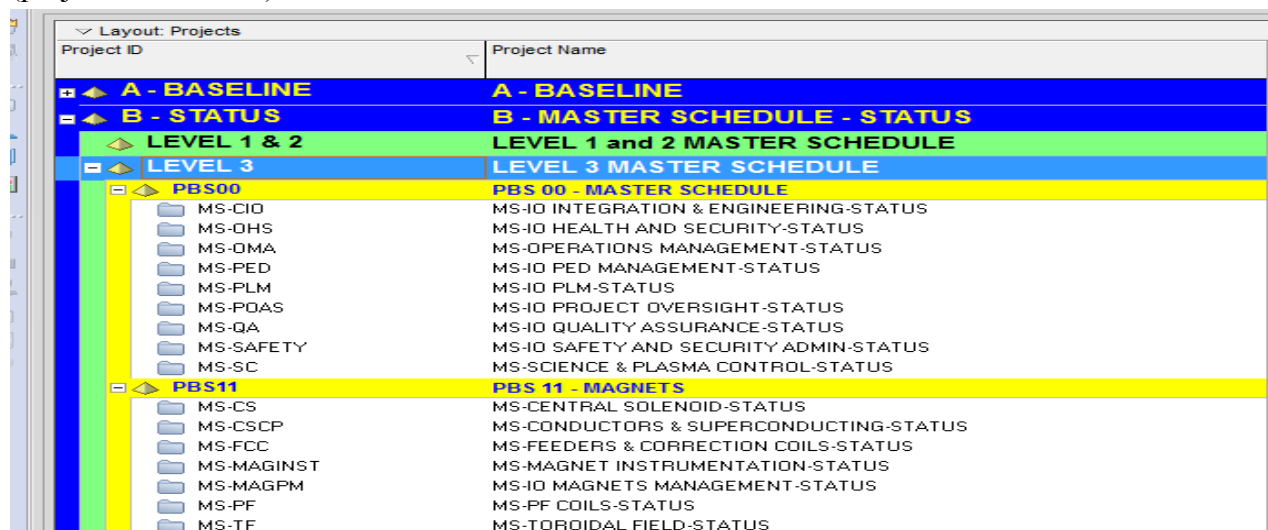 Layout: Projects
Project ID Project Name
A - BASELINE A - BASELINE
B - STATUS B - MASTER SCHEDULE - STATUS
LEVEL 1 & 2 LEVEL 1 and 2 MASTER SCHEDULE
LEVEL 3 LEVEL 3 MASTER SCHEDULE
PBS00 PBS 00 - MASTER SCHEDULE
MS-CIO MS-IO INTEGRATION & ENGINEERING-STATUS
MS-OHS MS-IO HEALTH AND SECURITY-STATUS
MS-OMA MS-OPERATIONS MANAGEMENT-STATUS
MS-PED MS-IO PED MANAGEMENT-STATUS
MS-PLM MS-IO PLM-STATUS
MS-POAS MS-IO PROJECT OVERSIGHT-STATUS
MS-QA MS-IO QUALITY ASSURANCE-STATUS
MS-SAFETY MS-IO SAFETY AND SECURITY ADMIN-STATUS
MS-SC MS-SCIENCE & PLASMA CONTROL-STATUS
PBS11 PBS 11 - MAGNETS
MS-CS MS-CENTRAL SOLENOID-STATUS
MS-CSCP MS-CONDUCTORS & SUPERCONDUCTING-STATUS
MS-FCC MS-FEEDERS & CORRECTION COILS-STATUS
MS-MAGINST MS-MAGNET INSTRUMENTATION-STATUS
MS-MAGPM MS-IO MAGNETS MANAGEMENT-STATUS
MS-PF MS-PF COILS-STATUS
MS-TF MS-TOROIDAL FIELD-STATUS